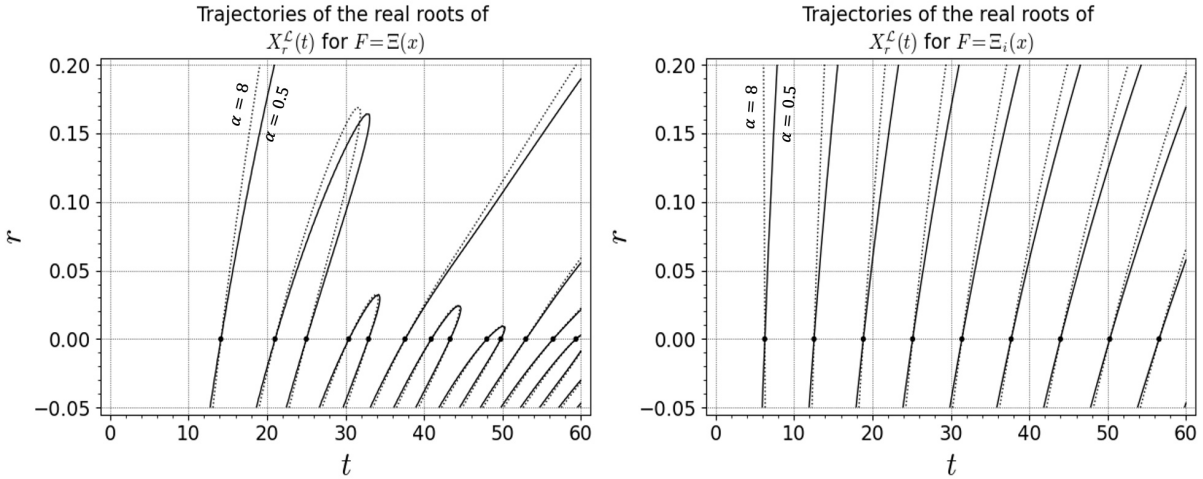 Trajectories of the real roots of
X_r^ℒ(t) for F=Ξ(x)
0.20
0.15
0.10
0.05
0.00
−0.05
r
α = 8
α = 0.5
0 10 20 30 40 50 60
t
Trajectories of the real roots of
X_r^ℒ(t) for F=Ξ_i(x)
0.20
0.15
0.10
0.05
0.00
−0.05
r
α = 8
α = 0.5
0 10 20 30 40 50 60
t